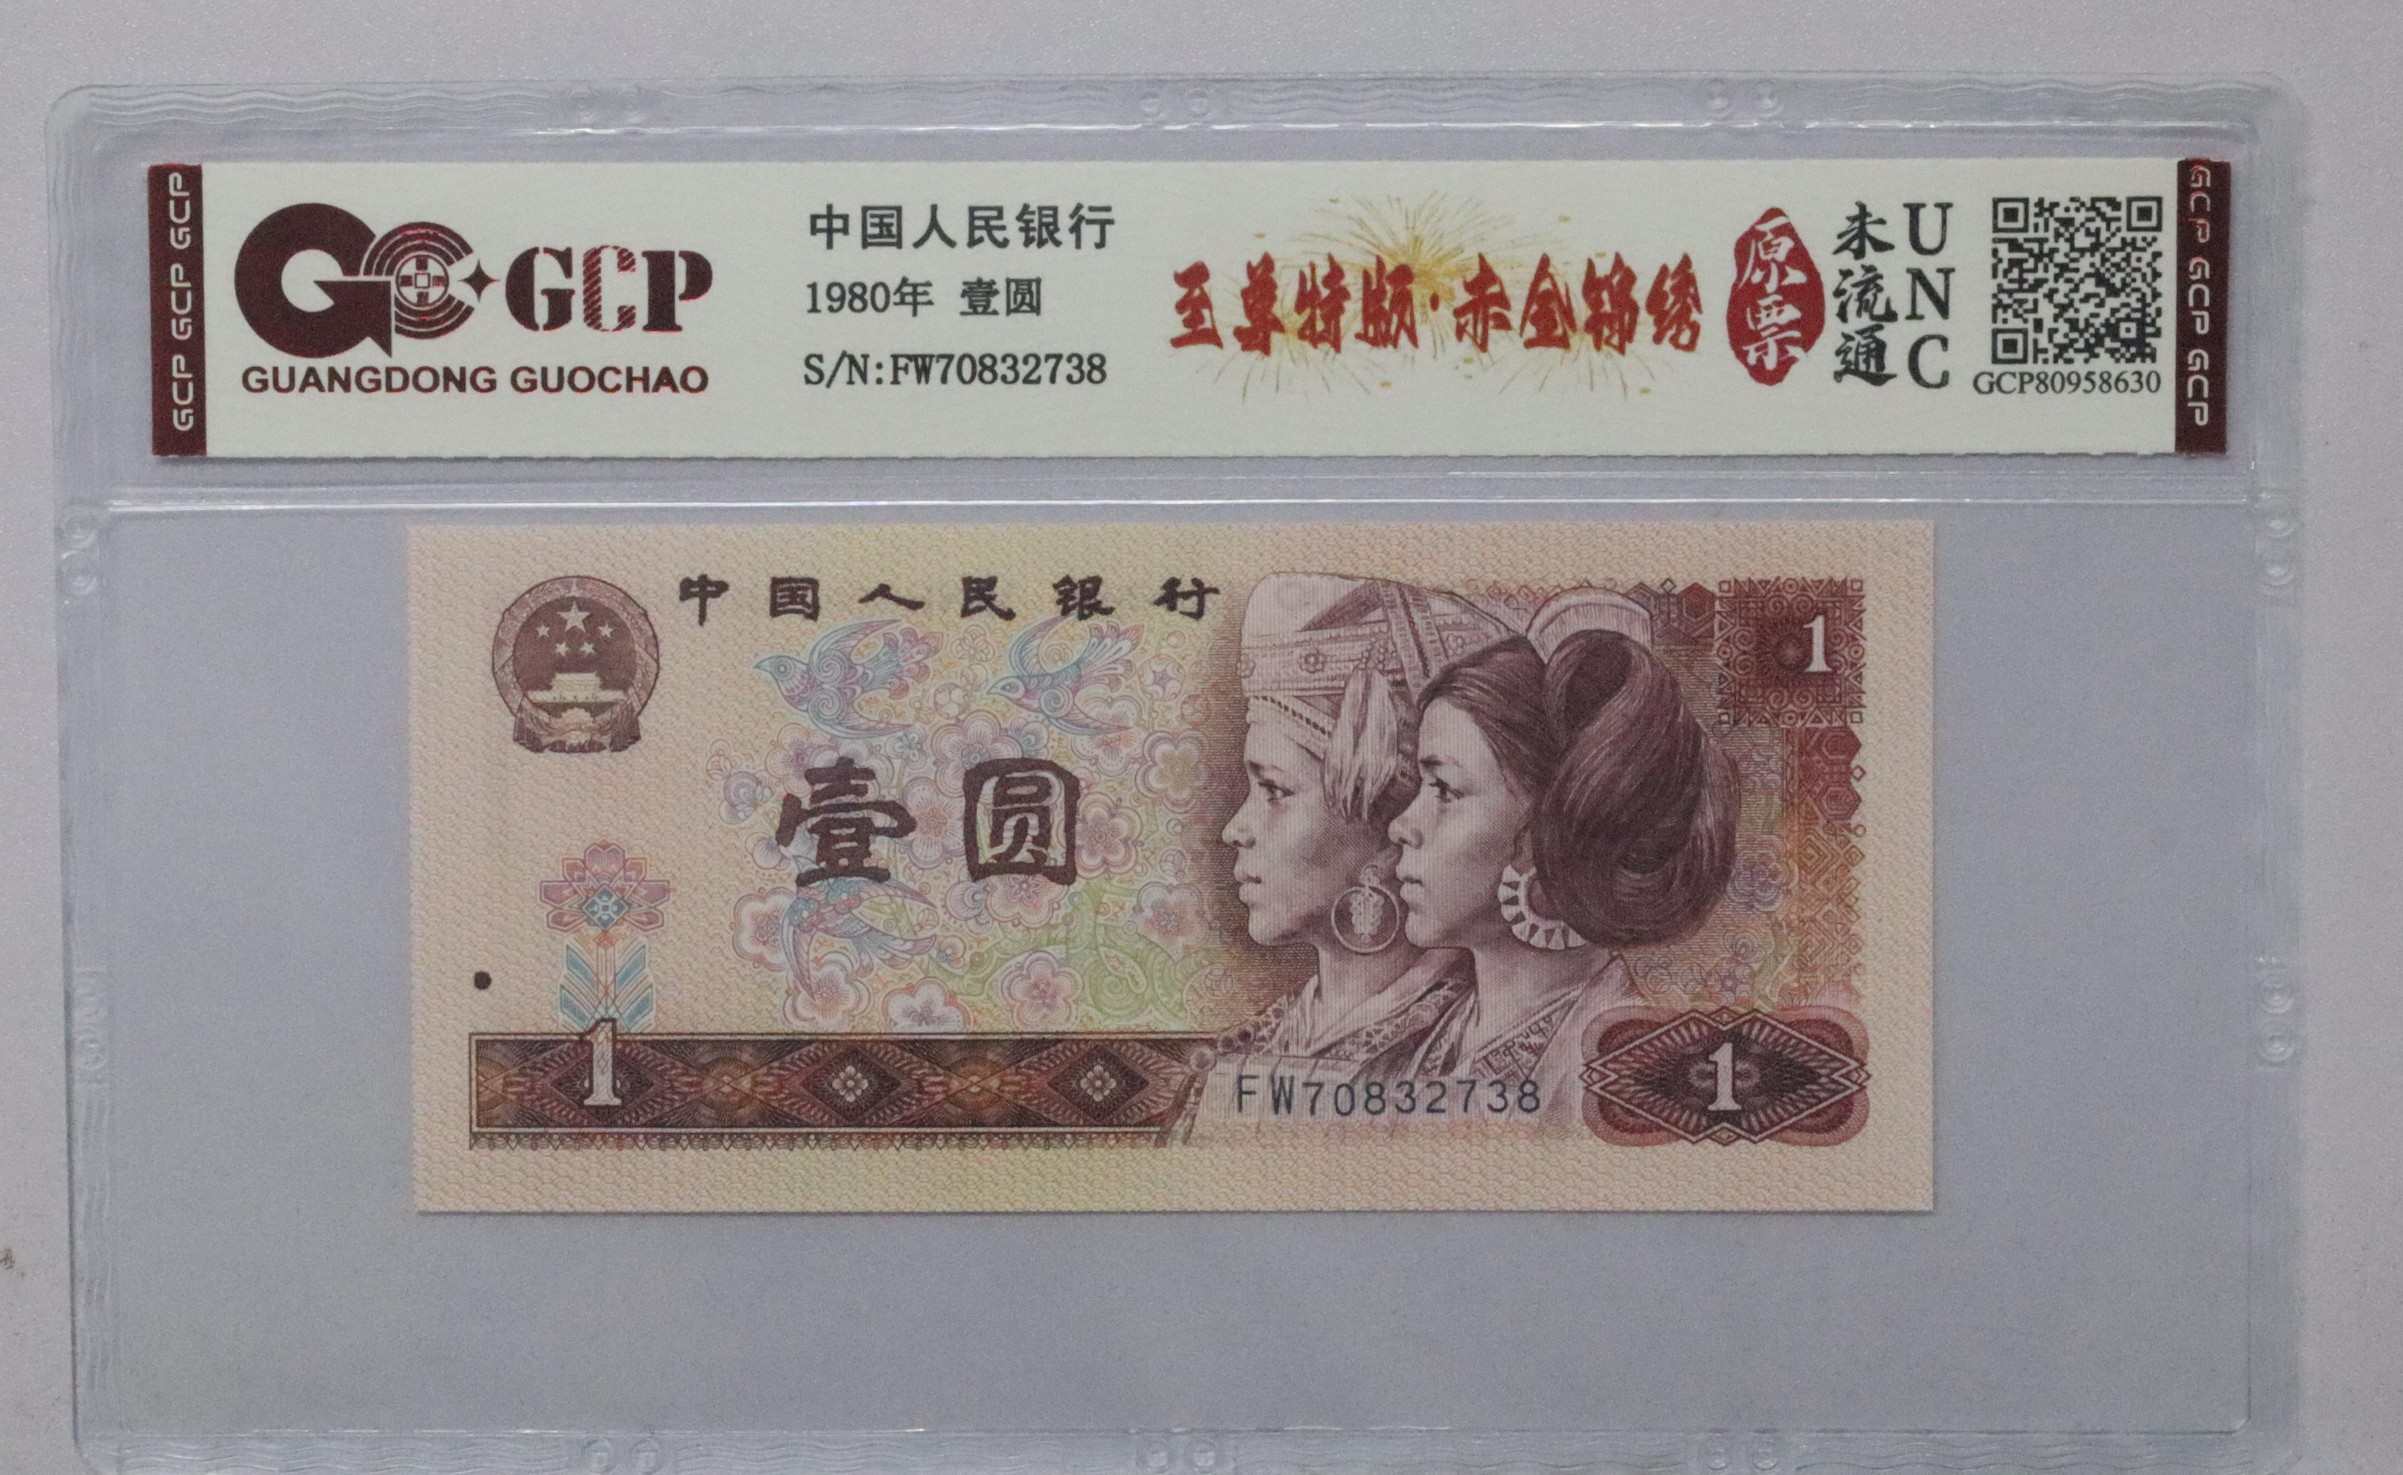 GCP GCP GCP
GCP
GUANGDONG GUOCHAO
中国人民银行
1980年 壹圆
S/N:FW70832738
至尊特版·赤金锦绣
原票
未流通
UNC
GCP80958630
GCP GCP GCP
中国人民银行
1
壹圆
1
FW70832738
1